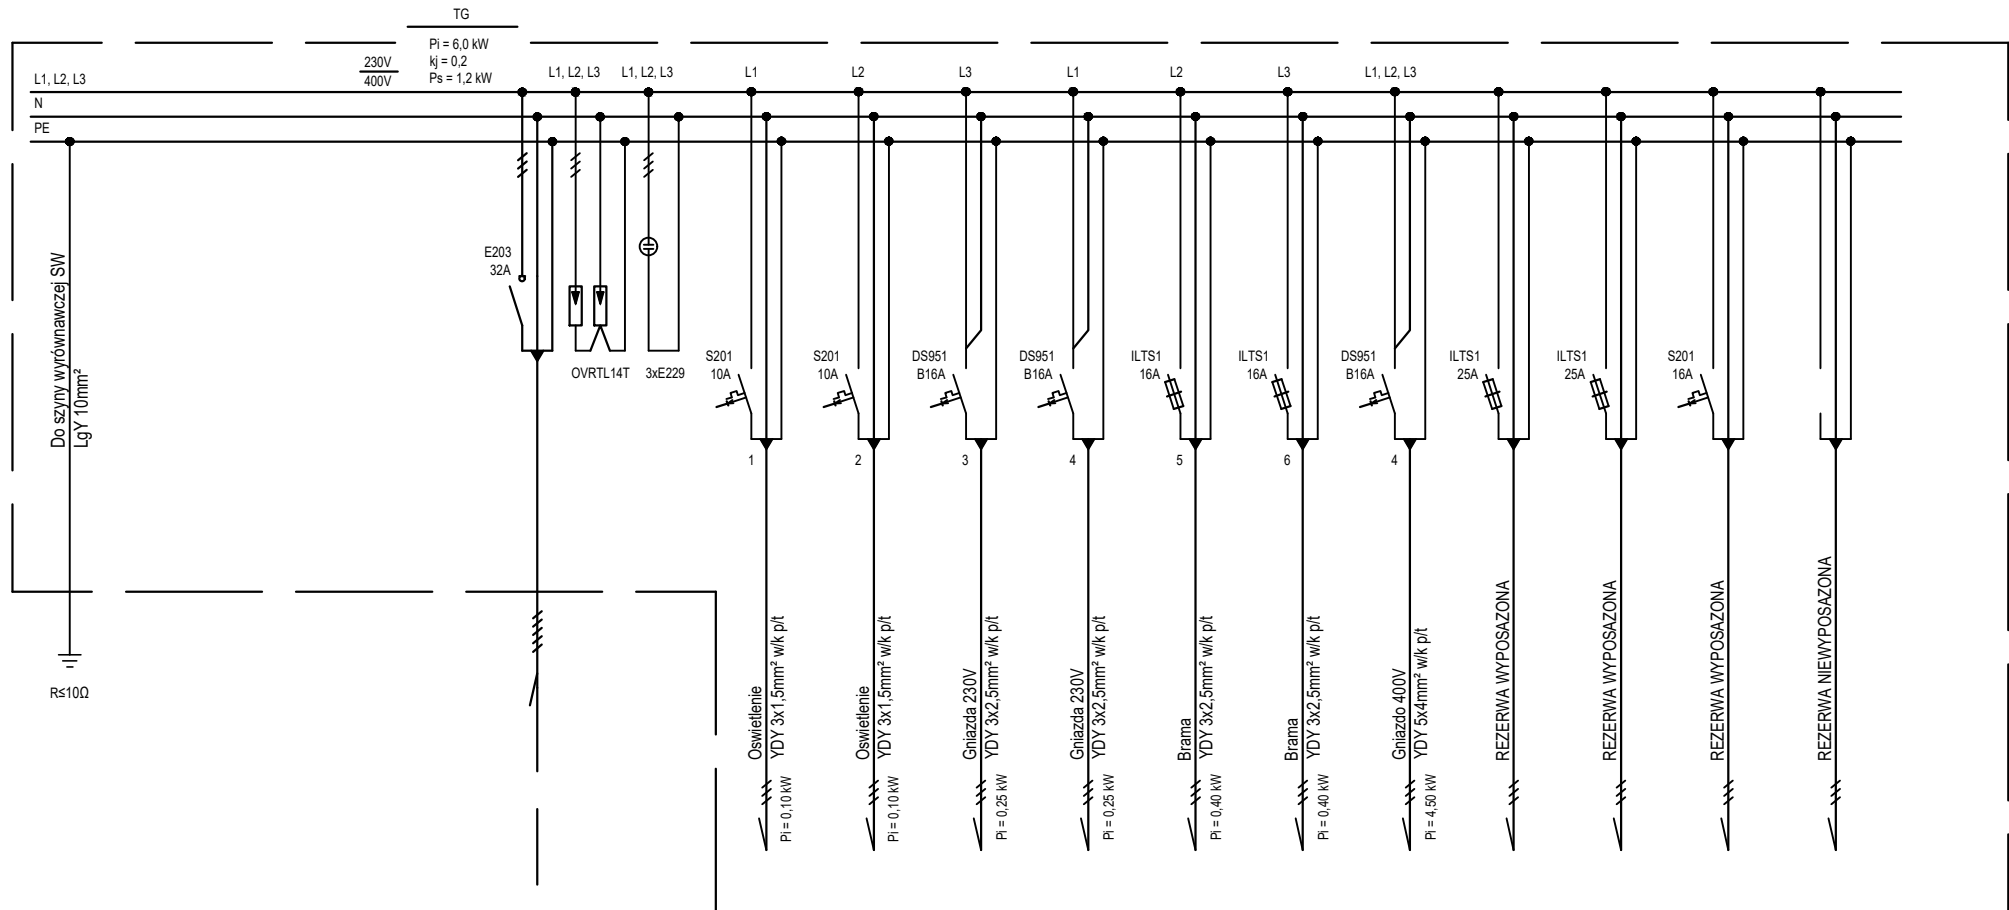 TG
Pi = 6,0 kW
kj = 0,2
Ps = 1,2 kW
230V
400V
L1, L2, L3
N
PE
L1, L2, L3
L1, L2, L3
L1
L2
L3
L1
L2
L3
L1, L2, L3
Do szyny wyrównawczej SW
LgY 10mm²
R≤10Ω
E203
32A
OVRTL14T
3xE229
S201
10A
S201
10A
DS951
B16A
DS951
B16A
ILTS1
16A
ILTS1
16A
DS951
B16A
ILTS1
25A
ILTS1
25A
S201
16A
1
2
3
4
5
6
4
Oswietlenie
YDY 3x1,5mm² w/k p/t
Pi = 0,10 kW
Oswietlenie
YDY 3x1,5mm² w/k p/t
Pi = 0,10 kW
Gniazda 230V
YDY 3x2,5mm² w/k p/t
Pi = 0,25 kW
Gniazda 230V
YDY 3x2,5mm² w/k p/t
Pi = 0,25 kW
Brama
YDY 3x2,5mm² w/k p/t
Pi = 0,40 kW
Brama
YDY 3x2,5mm² w/k p/t
Pi = 0,40 kW
Gniazdo 400V
YDY 5x4mm² w/k p/t
Pi = 4,50 kW
REZERWA WYPOSAZONA
REZERWA WYPOSAZONA
REZERWA WYPOSAZONA
REZERWA NIEWYPOSAZONA